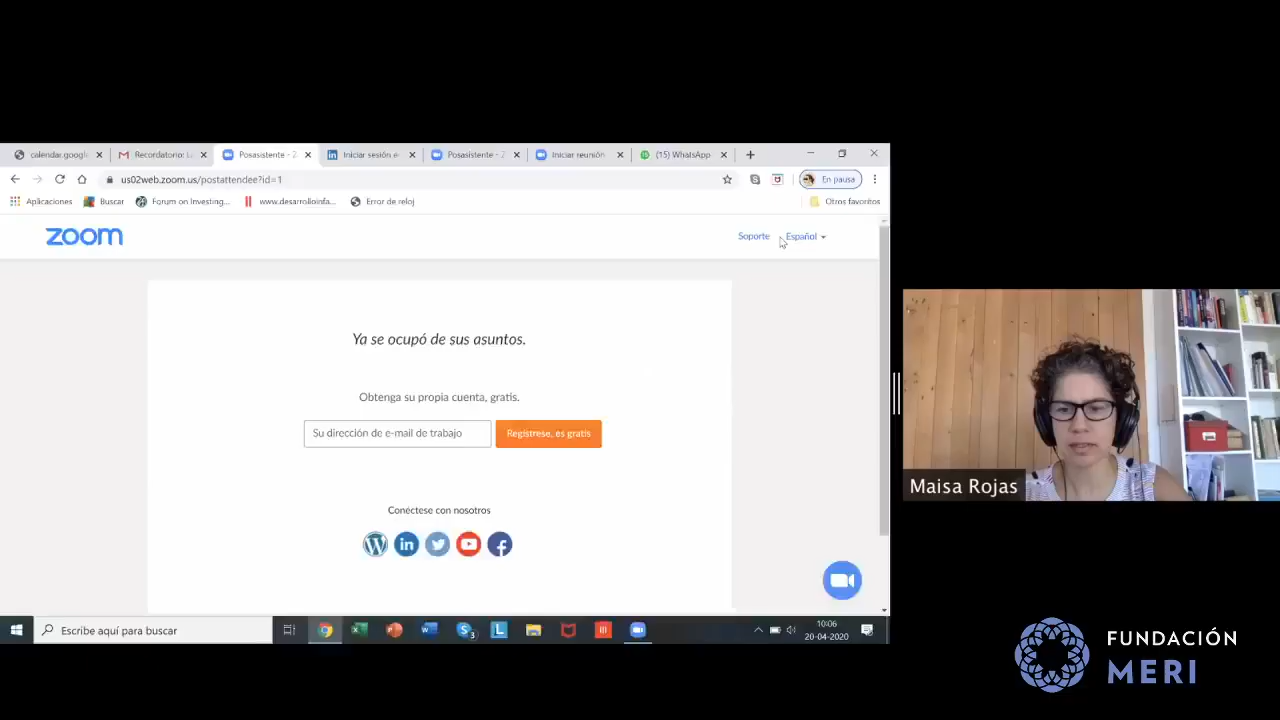 calendar.google
Recordatorio: L
Posasistente - Z
Iniciar sesión e
Posasistente - Z
Iniciar reunión
(15) WhatsApp
us02web.zoom.us/postattendee?id=1
En pausa
Aplicaciones
Buscar
Forum on Investing...
www.desarrolloinfa...
Error de reloj
Otros favoritos
zoom
Soporte
Español
Ya se ocupó de sus asuntos.
Obtenga su propia cuenta, gratis.
Su dirección de e-mail de trabajo
Regístrese, es gratis
Conéctese con nosotros
Maisa Rojas
Escribe aquí para buscar
3
10:06
20-04-2020
FUNDACIÓN
MERI